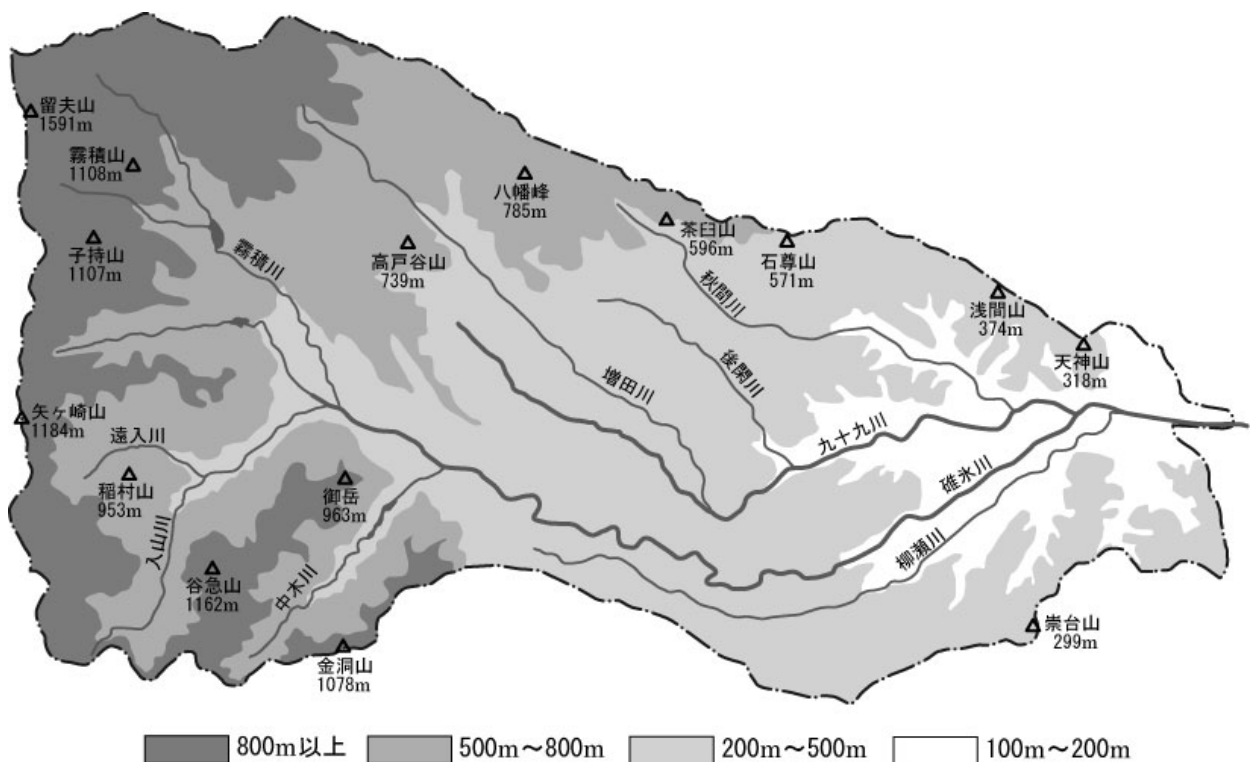 留夫山
1591m
霧積山
1108m
八幡峰
785m
茶臼山
596m
石尊山
571m
子持山
1107m
霧積川
高戸谷山
739m
秋間川
浅間山
374m
天神山
318m
後閑川
増田川
矢ヶ崎山
1184m
遠入川
九十九川
稲村山
953m
御岳
963m
碓氷川
入山川
柳瀬川
谷急山
1162m
中木川
崇台山
299m
金洞山
1078m
800m以上
500m～800m
200m～500m
100m～200m